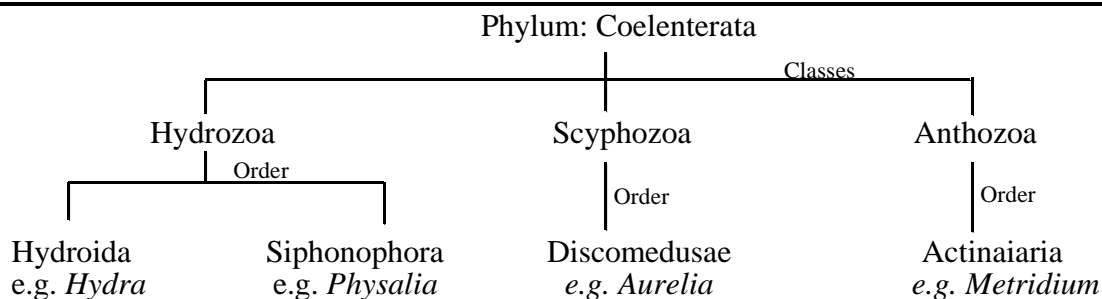 Phylum: Coelenterata
Classes
Hydrozoa Scyphozoa Anthozoa
Order
Order Order
Hydroida Siphonophora Discomedusae Actinaiaria
e.g. Hydra e.g. Physalia e.g. Aurelia e.g. Metridium